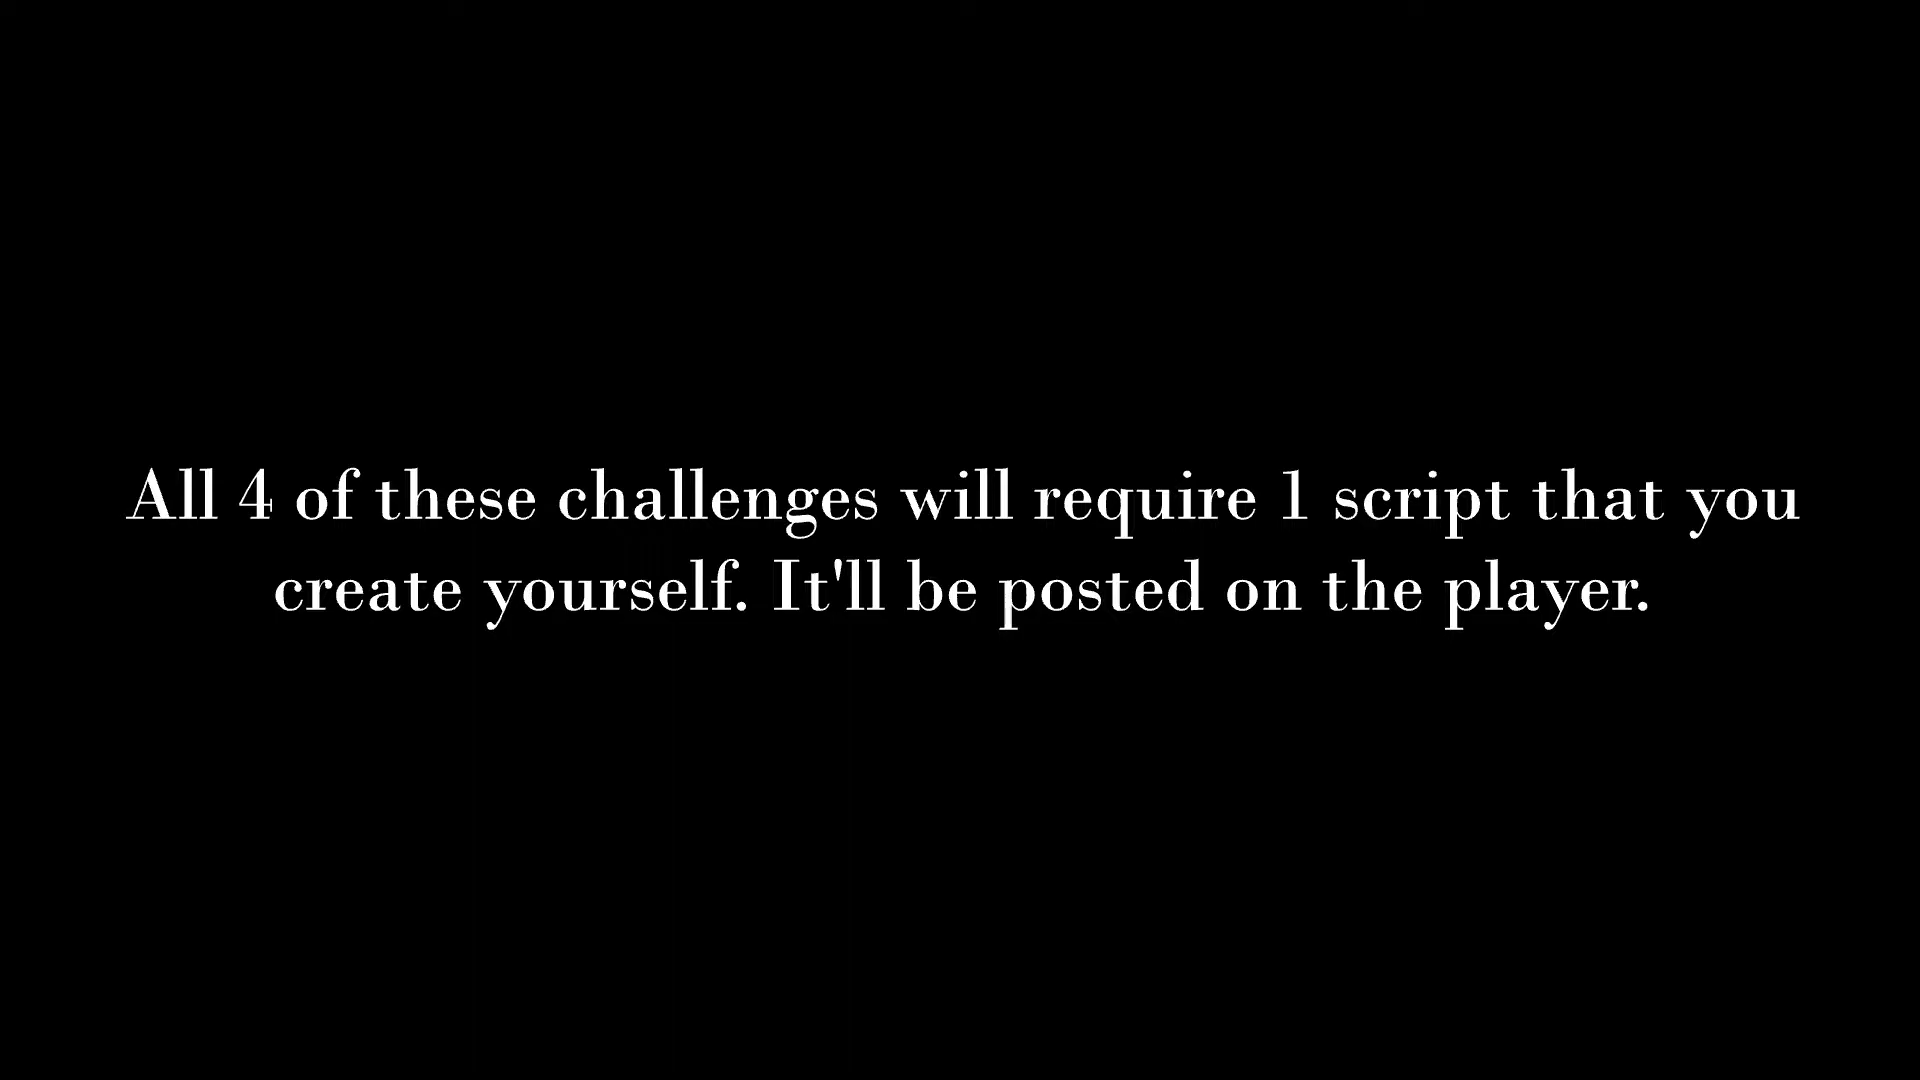 All 4 of these challenges will require 1 script that you
create yourself. It'll be posted on the player.